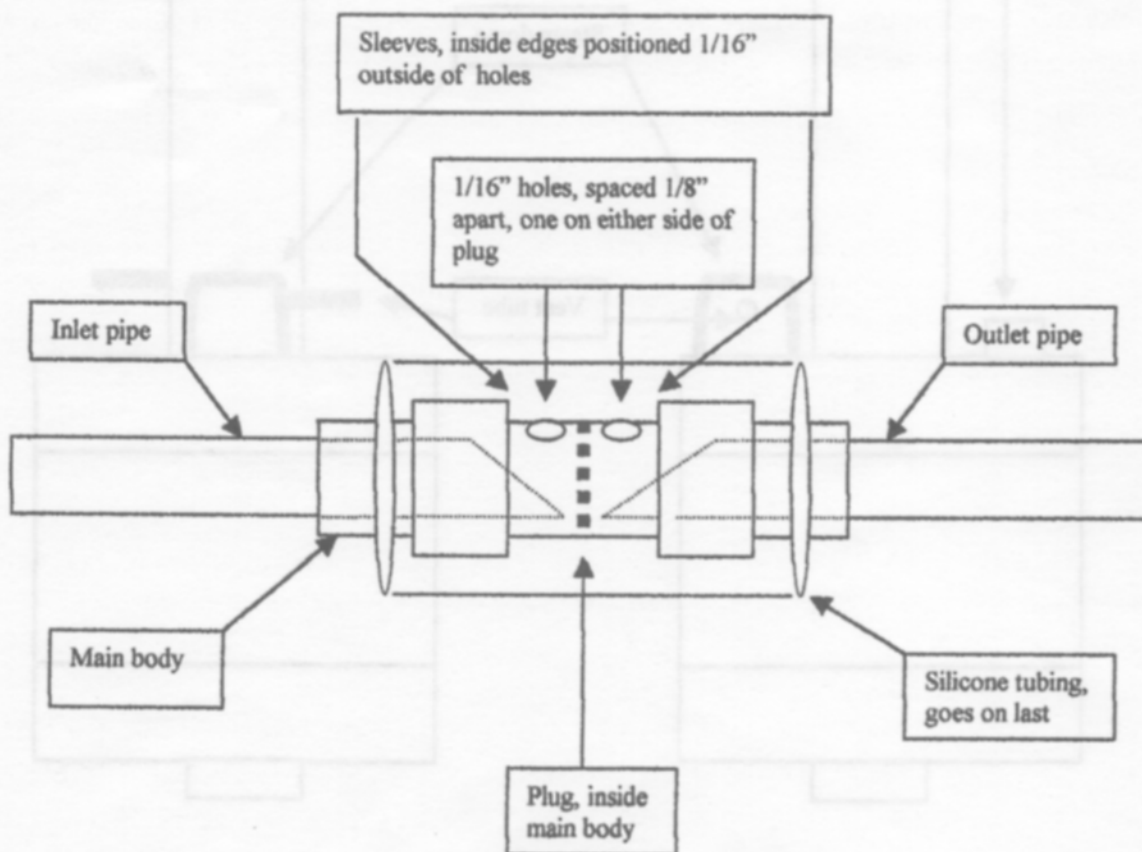 Sleeves, inside edges positioned 1/16”
outside of holes
1/16” holes, spaced 1/8”
apart, one on either side of
plug
Inlet pipe
Outlet pipe
Main body
Silicone tubing,
goes on last
Plug, inside
main body